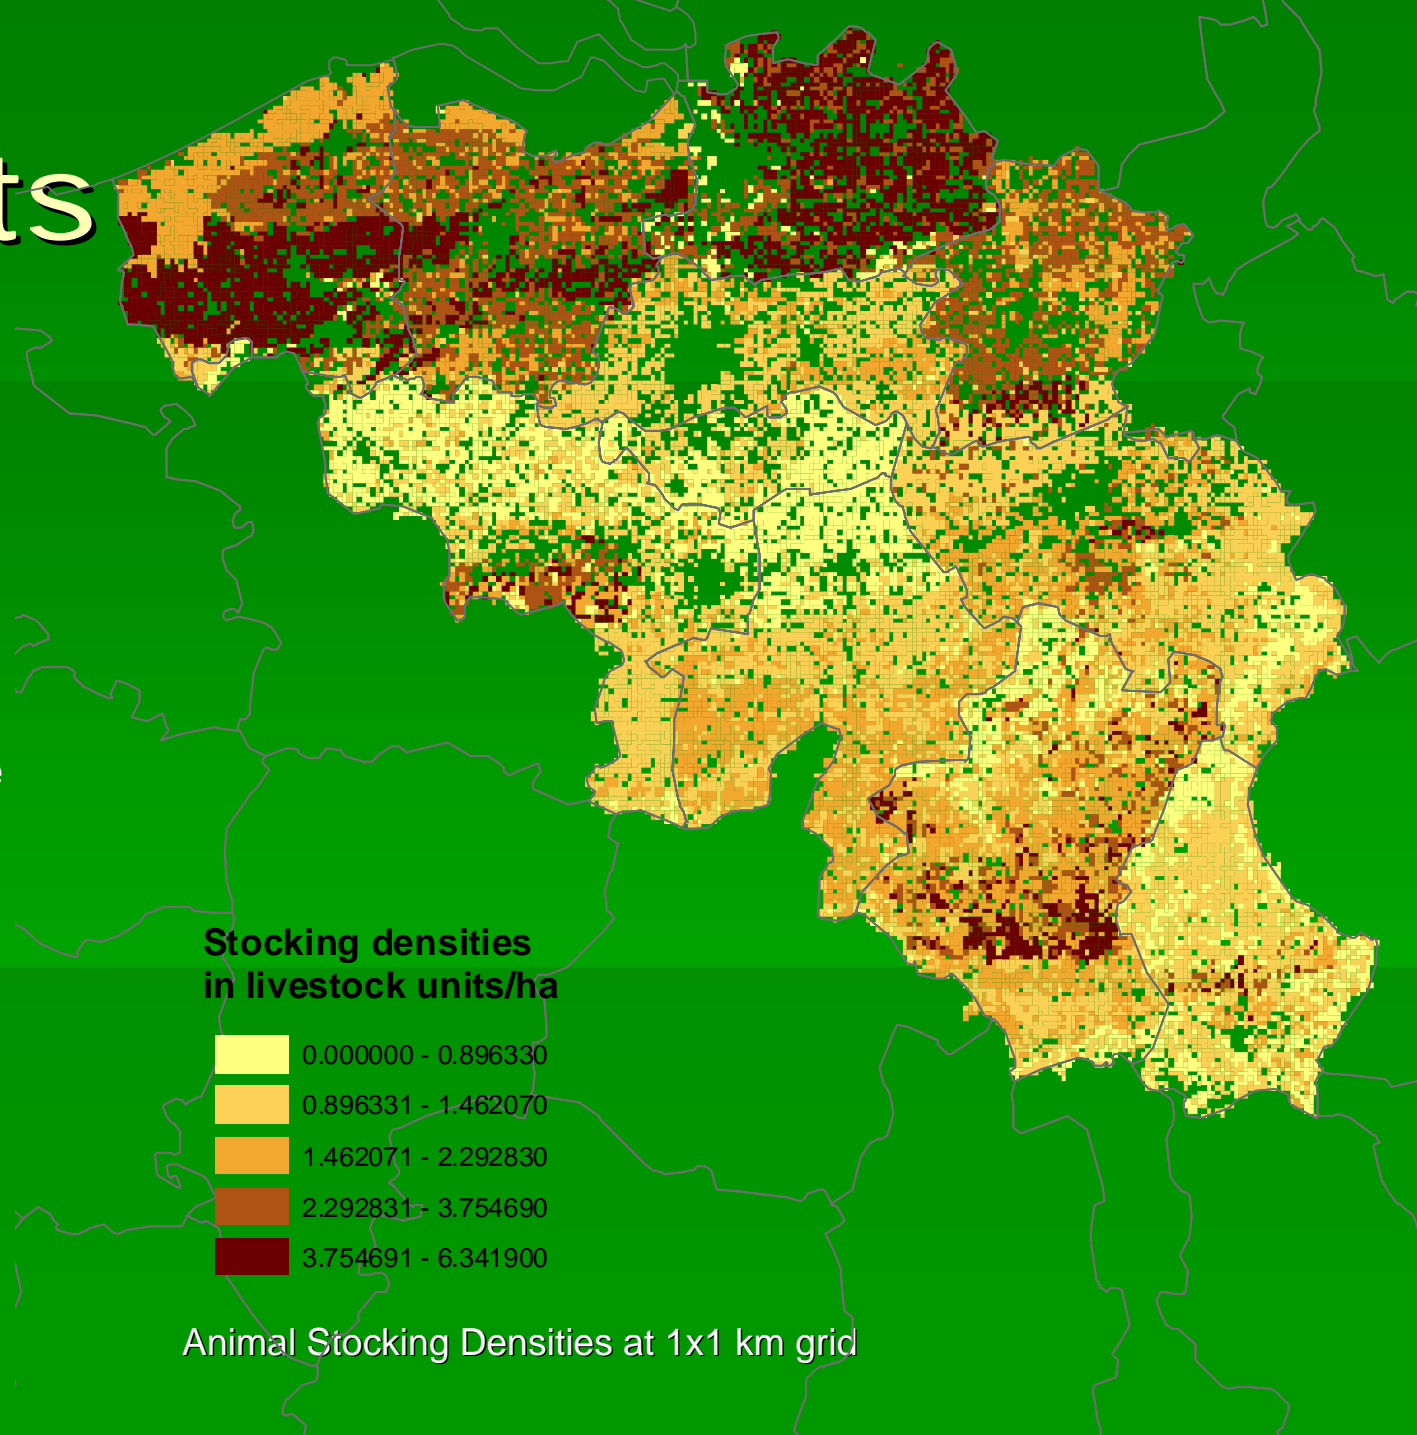 ts
Stocking densities
in livestock units/ha
0.000000 - 0.896330
0.896331 - 1.462070
1.462071 - 2.292830
2.292831 - 3.754690
3.754691 - 6.341900
Animal Stocking Densities at 1x1 km grid